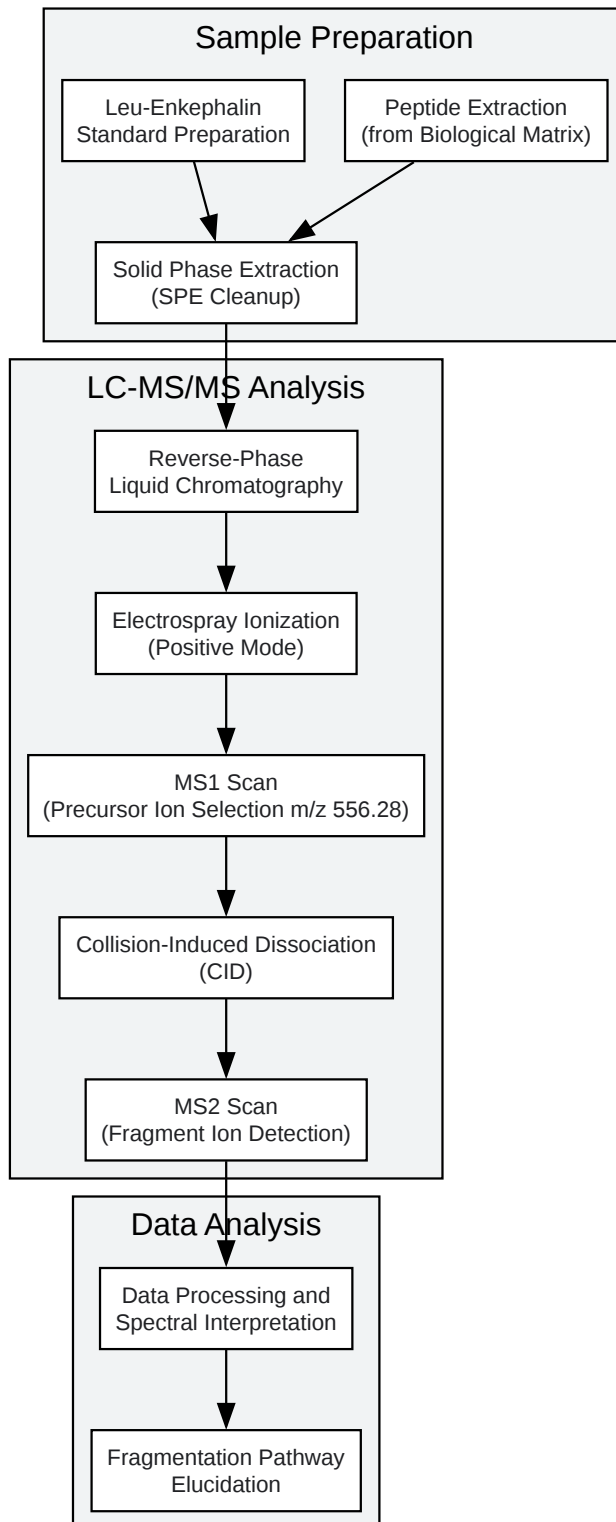 Sample Preparation
Leu-Enkephalin
Standard Preparation
Peptide Extraction
(from Biological Matrix)
Solid Phase Extraction
(SPE Cleanup)
LC-MS/MS Analysis
Reverse-Phase
Liquid Chromatography
Electrospray Ionization
(Positive Mode)
MS1 Scan
(Precursor Ion Selection m/z 556.28)
Collision-Induced Dissociation
(CID)
MS2 Scan
(Fragment Ion Detection)
Data Analysis
Data Processing and
Spectral Interpretation
Fragmentation Pathway
Elucidation